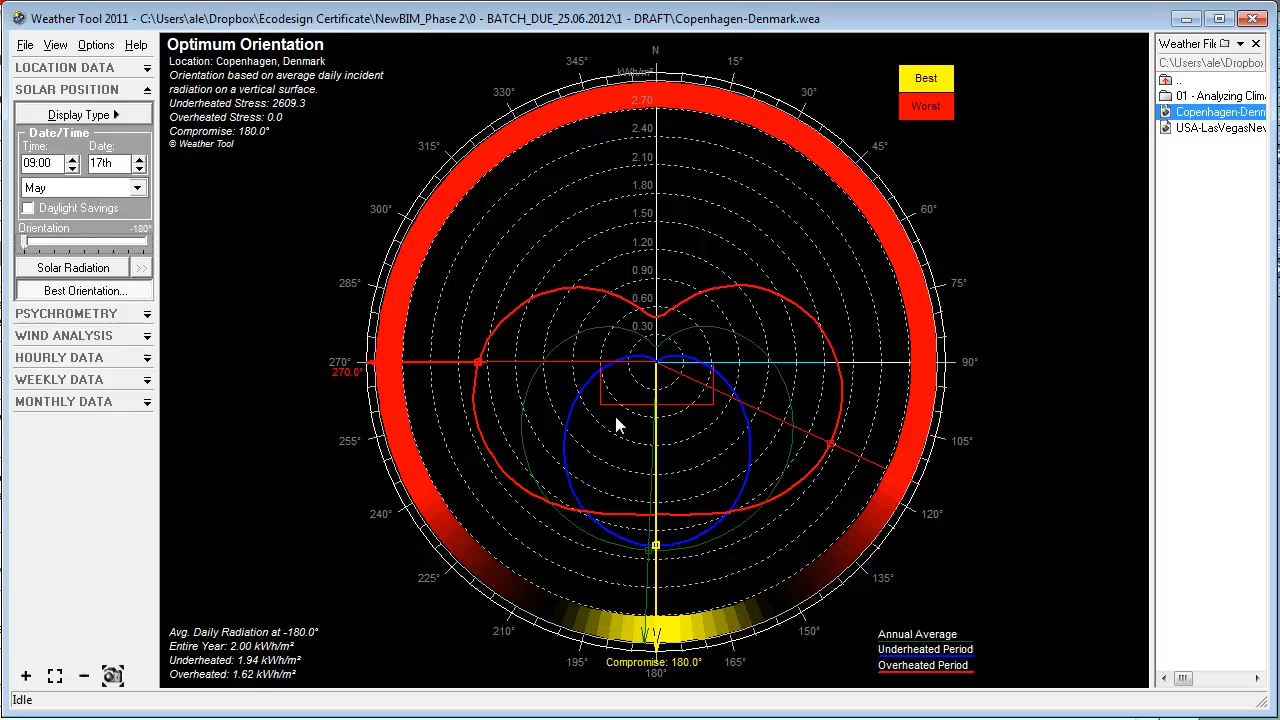 Weather Tool 2011 - C:\Users\ale\Dropbox\Ecodesign Certificate\NewBIM_Phase 2\0 - BATCH_DUE_25.06.2012\1 - DRAFT\Copenhagen-Denmark.wea
File View Options Help
LOCATION DATA
SOLAR POSITION
Display Type
Date/Time
Time: Date:
09:00 17th
May
Daylight Savings
Orientation -180°
Solar Radiation >>
Best Orientation...
PSYCHROMETRY
WIND ANALYSIS
HOURLY DATA
WEEKLY DATA
MONTHLY DATA
Idle
Optimum Orientation
Location: Copenhagen, Denmark
Orientation based on average daily incident
radiation on a vertical surface.
Underheated Stress: 2609.3
Overheated Stress: 0.0
Compromise: 180.0°
© Weather Tool
N
15°
30°
45°
60°
75°
90°
105°
120°
135°
150°
165°
180°
195°
210°
225°
240°
255°
270°
270.0°
285°
300°
315°
330°
345°
kWh/m²
2.70
2.40
2.10
1.80
1.50
1.20
0.90
0.60
0.30
Compromise: 180.0°
Best
Worst
Avg. Daily Radiation at -180.0°
Entire Year: 2.00 kWh/m²
Underheated: 1.94 kWh/m²
Overheated: 1.62 kWh/m²
Annual Average
Underheated Period
Overheated Period
Weather File
C:\Users\ale\Dropbox
..
01 - Analyzing Clima
Copenhagen-Denm
USA-LasVegasNev